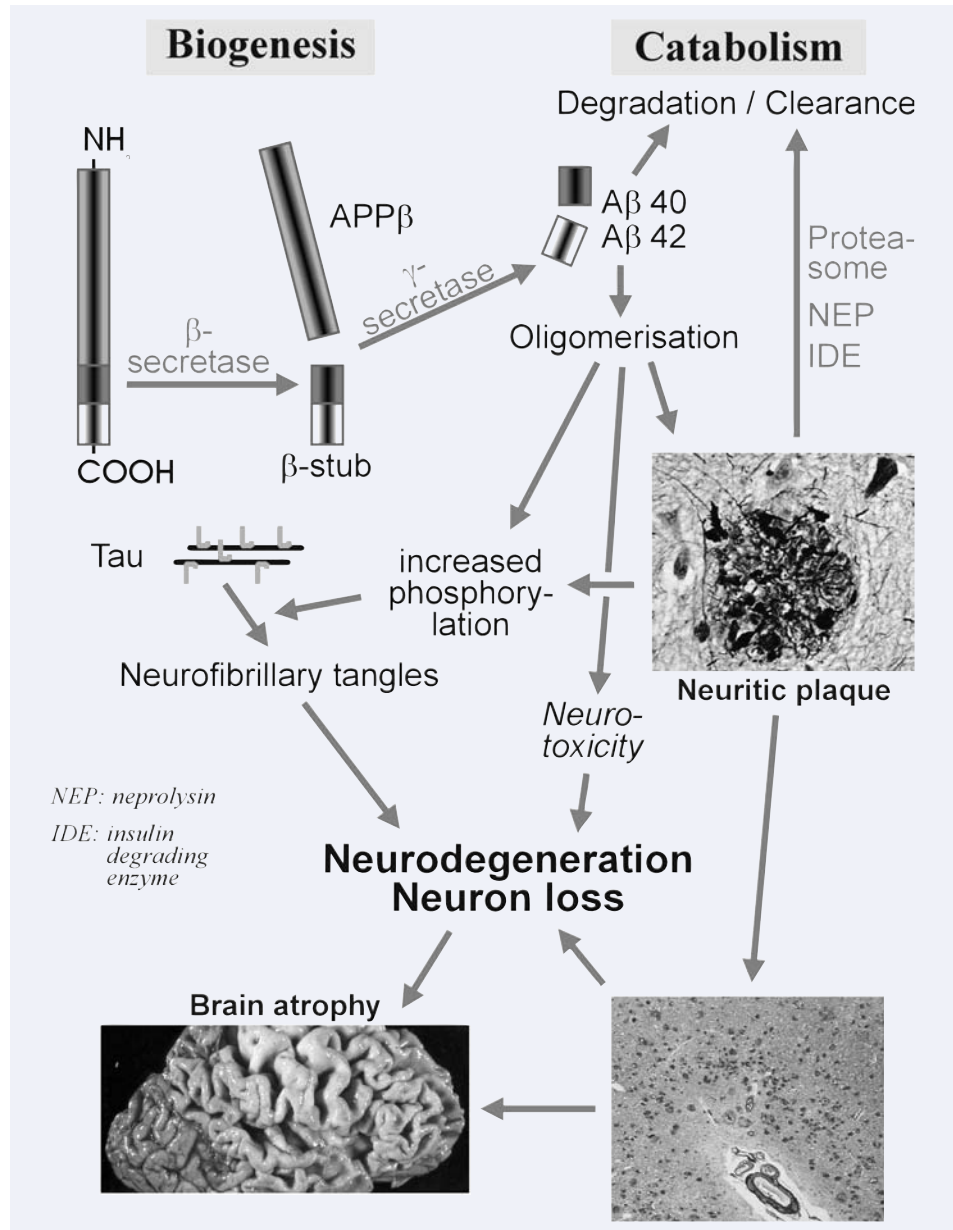 Biogenesis
Catabolism
Degradation / Clearance
NH₂
APPβ
Aβ 40
Aβ 42
Protea-
some
NEP
IDE
γ-
secretase
β-
secretase
Oligomerisation
COOH
β-stub
Tau
increased
phosphory-
lation
Neurofibrillary tangles
Neuritic plaque
Neuro-
toxicity
NEP: neprolysin
IDE: insulin
degrading
enzyme
Neurodegeneration
Neuron loss
Brain atrophy